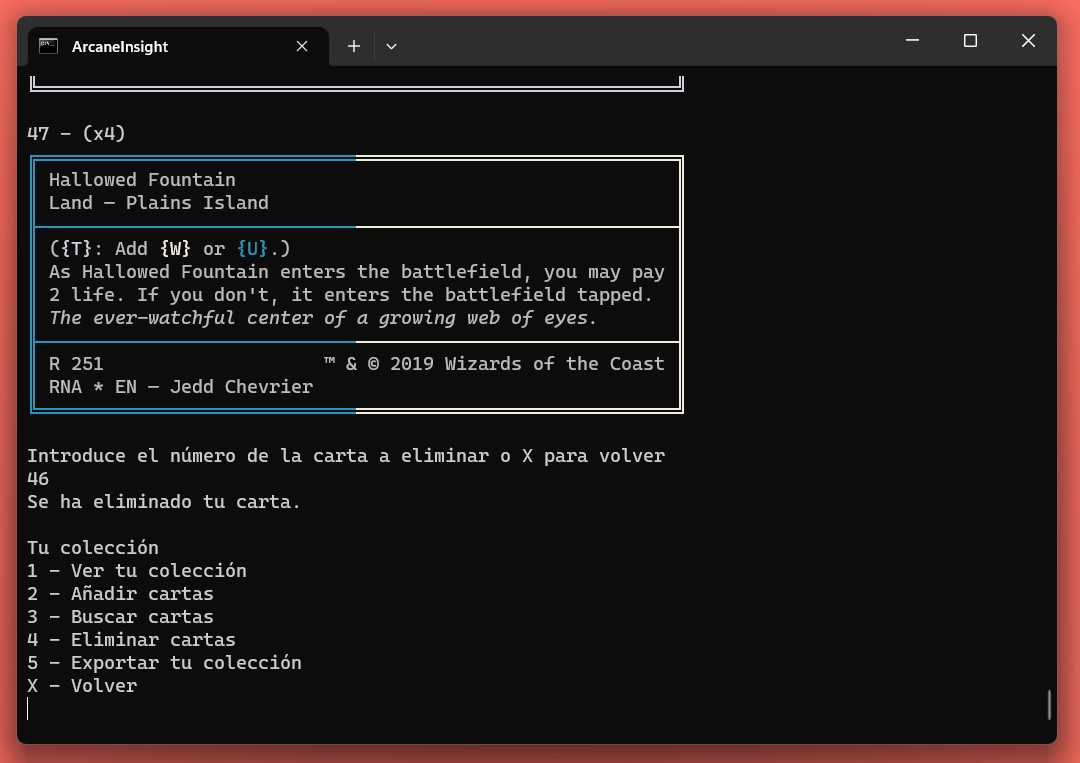 ArcaneInsight
47 - (x4)
Hallowed Fountain
Land — Plains Island
({T}: Add {W} or {U}.)
As Hallowed Fountain enters the battlefield, you may pay
2 life. If you don't, it enters the battlefield tapped.
The ever-watchful center of a growing web of eyes.
R 251 ™ & © 2019 Wizards of the Coast
RNA * EN — Jedd Chevrier
Introduce el número de la carta a eliminar o X para volver
46
Se ha eliminado tu carta.
Tu colección
1 - Ver tu colección
2 - Añadir cartas
3 - Buscar cartas
4 - Eliminar cartas
5 - Exportar tu colección
X - Volver